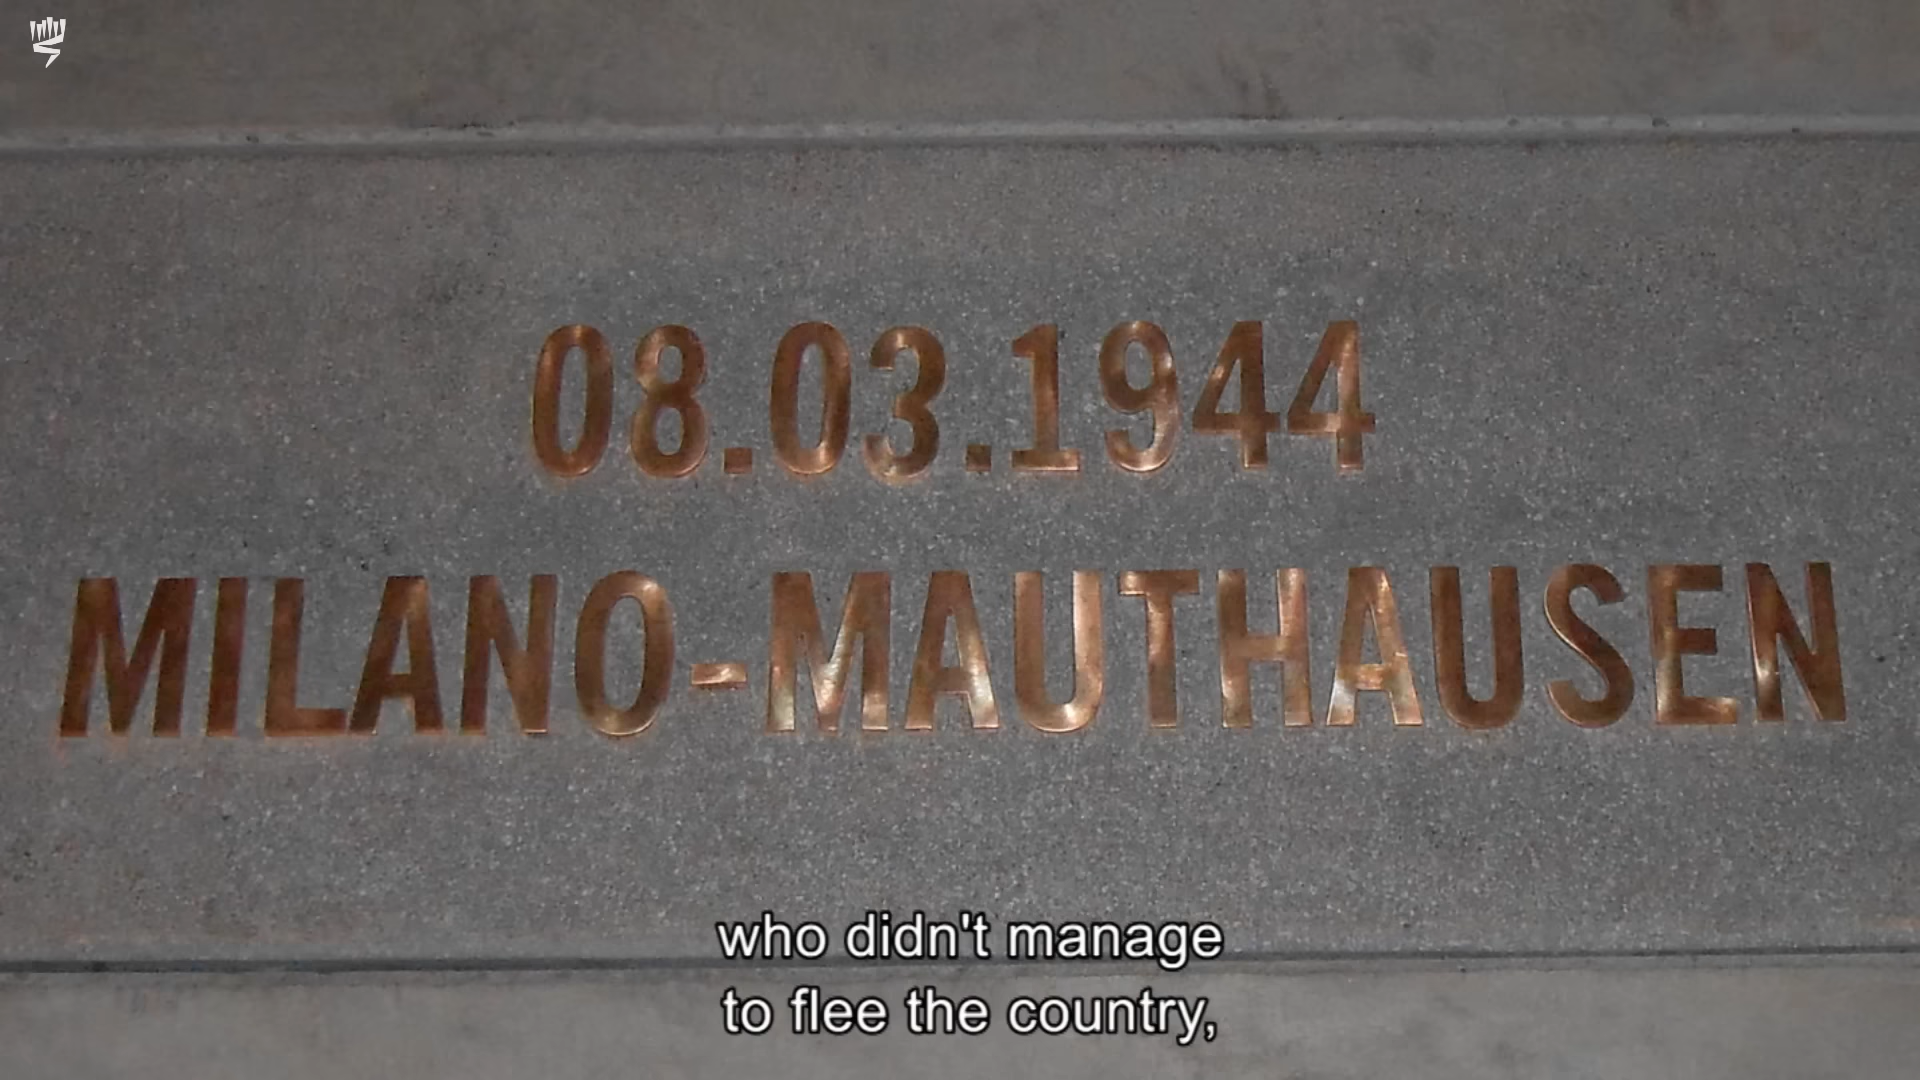 08.03.1944
MILANO-MAUTHAUSEN
who didn't manage
to flee the country,